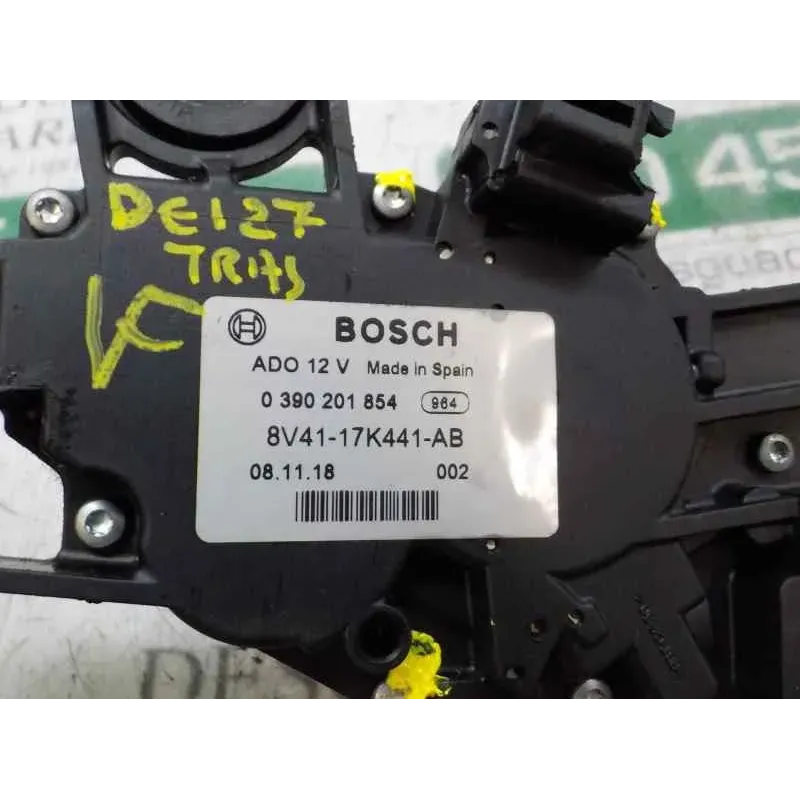 DE127
TRAS
BOSCH
ADO 12 V Made in Spain
0 390 201 854 964
8V41-17K441-AB
08.11.18 002
45